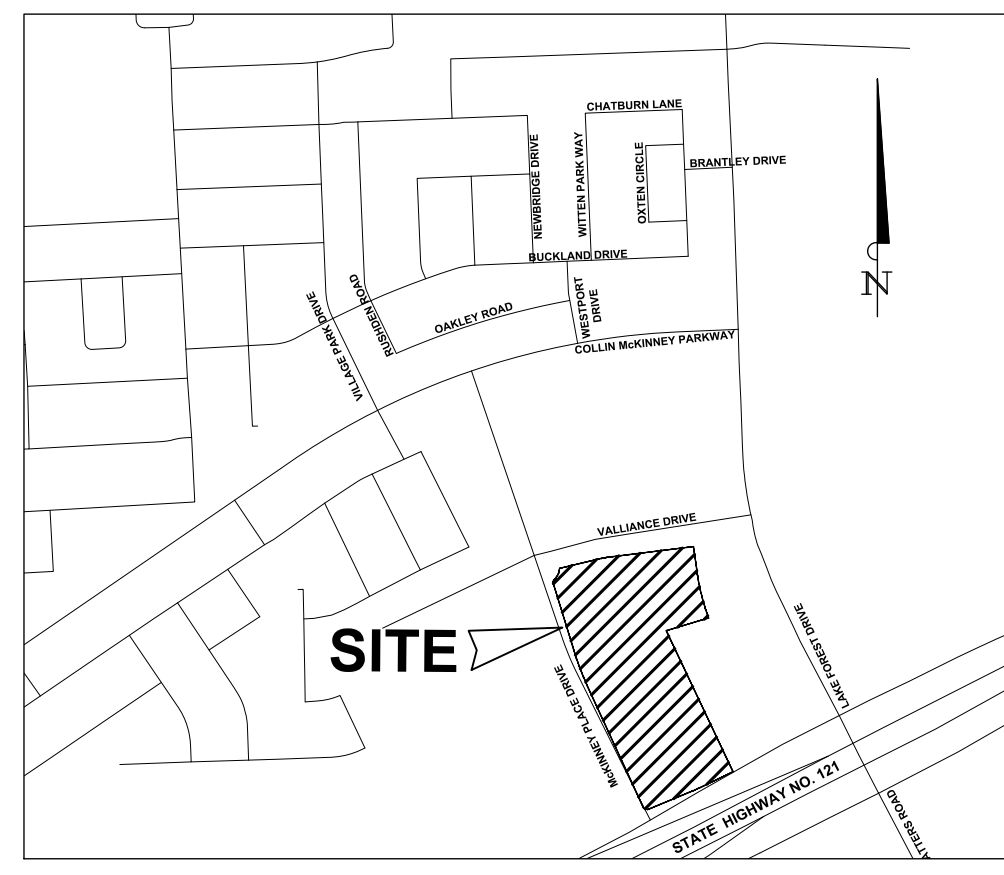 CHATBURN LANE
BRANTLEY DRIVE
NEWBRIDGE DRIVE
WITTEN PARK WAY
OXTEN CIRCLE
BUCKLAND DRIVE
WESTPORT
DRIVE
VILLAGE PARK DRIVE
RUSHDEN ROAD
OAKLEY ROAD
COLLIN McKINNEY PARKWAY
N
VALLIANCE DRIVE
SITE
McKINNEY PLACE DRIVE
LAKE FOREST DRIVE
STATE HIGHWAY NO. 121
ATTERS ROAD